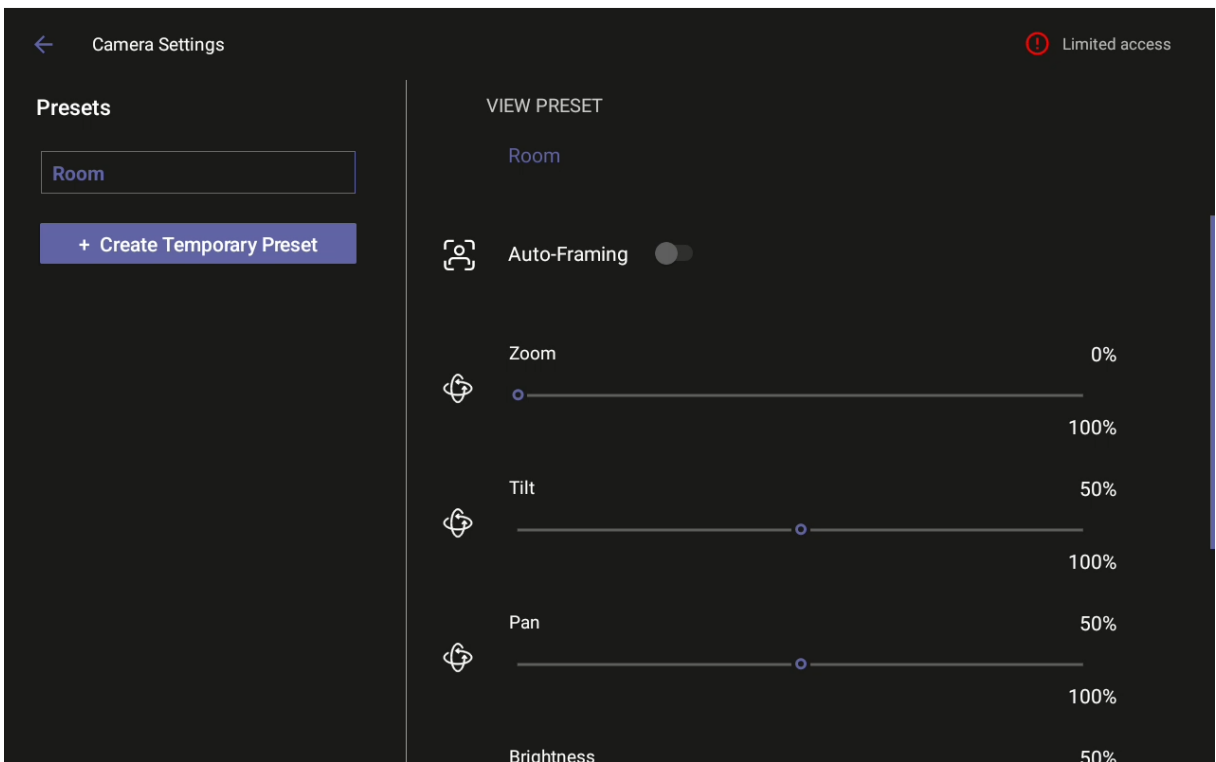 Camera Settings
Limited access
Presets
Room
+ Create Temporary Preset
VIEW PRESET
Room
Auto-Framing
Zoom 0%
100%
Tilt 50%
100%
Pan 50%
100%
Brightness 50%